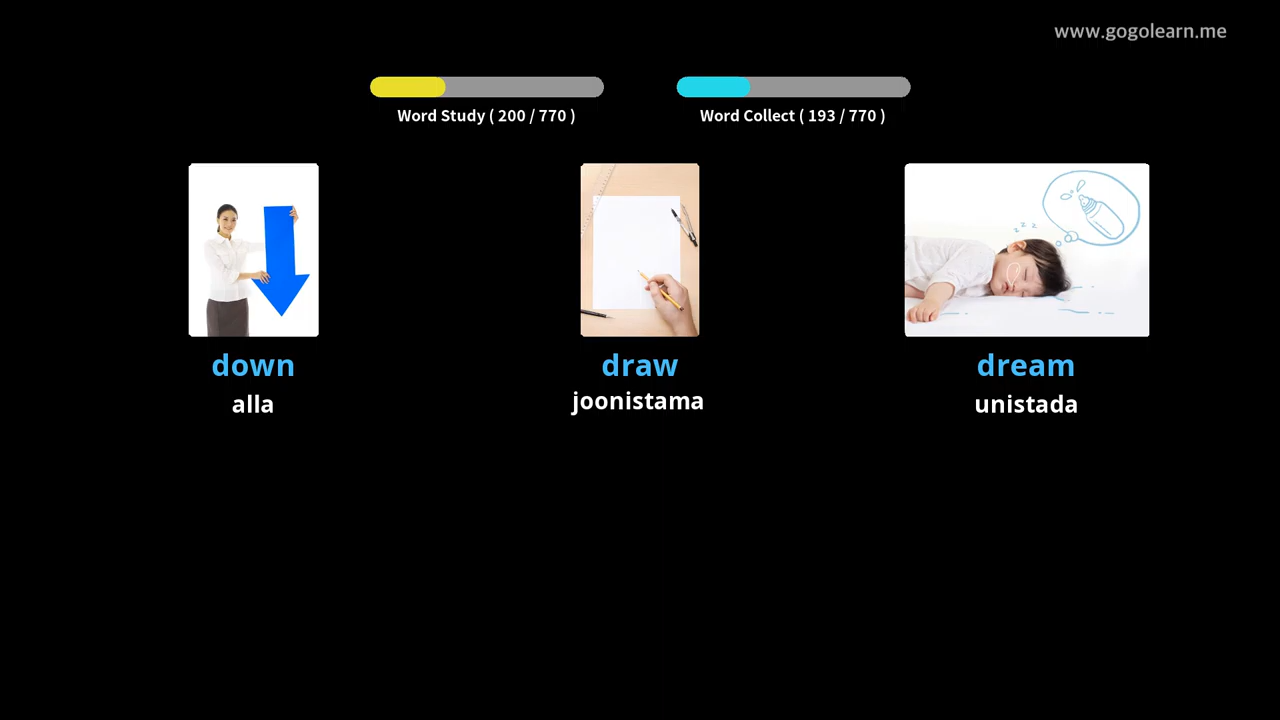 www.gogolearn.me
Word Study ( 200 / 770 )
Word Collect ( 193 / 770 )
down
alla
draw
joonistama
dream
unistada